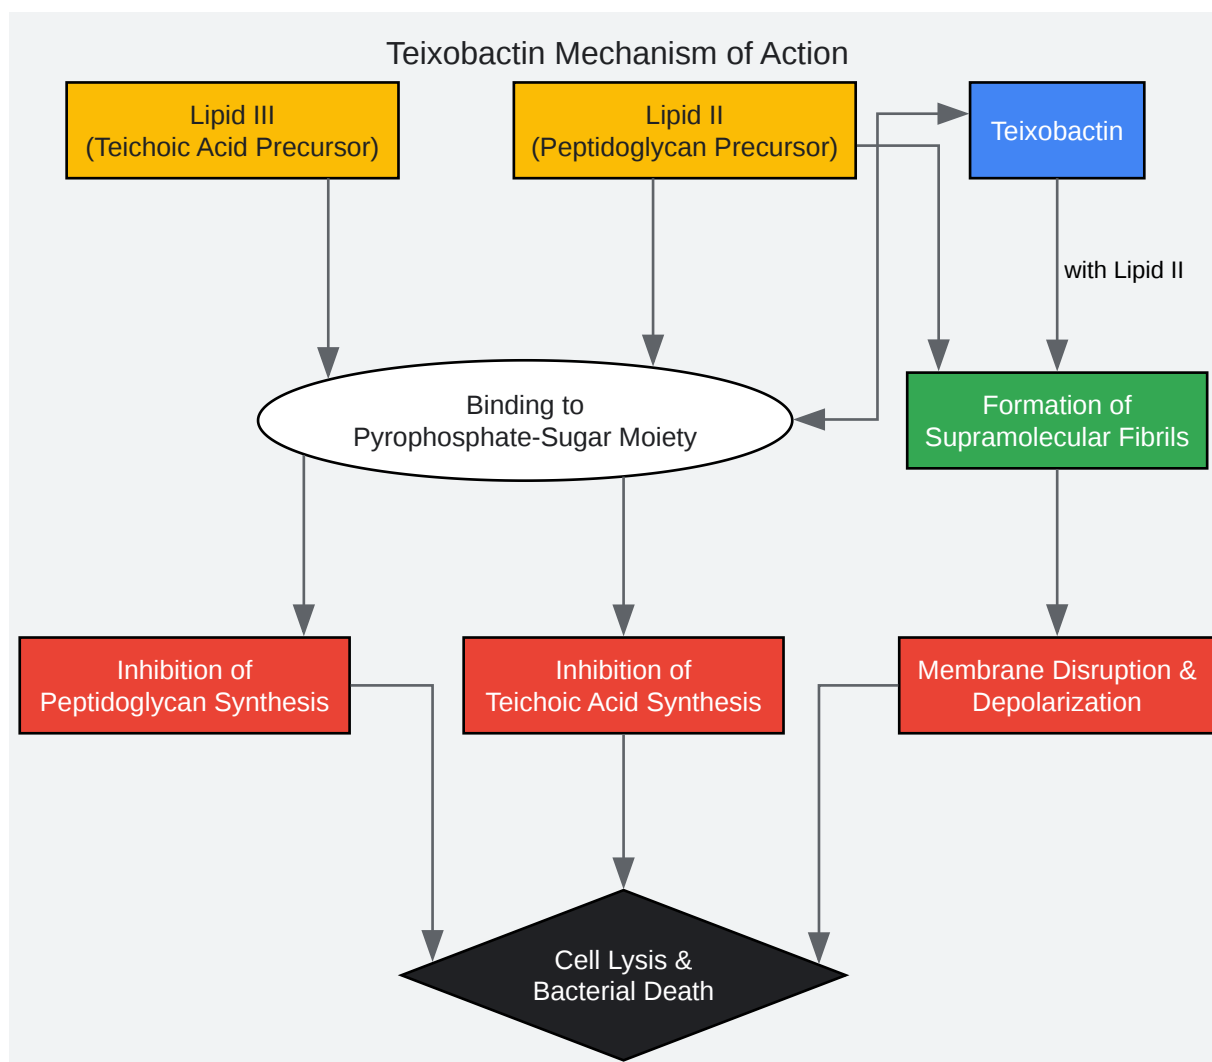 Teixobactin Mechanism of Action
Lipid III
(Teichoic Acid Precursor)
Lipid II
(Peptidoglycan Precursor)
Teixobactin
with Lipid II
Binding to
Pyrophosphate-Sugar Moiety
Formation of
Supramolecular Fibrils
Inhibition of
Peptidoglycan Synthesis
Inhibition of
Teichoic Acid Synthesis
Membrane Disruption &
Depolarization
Cell Lysis &
Bacterial Death